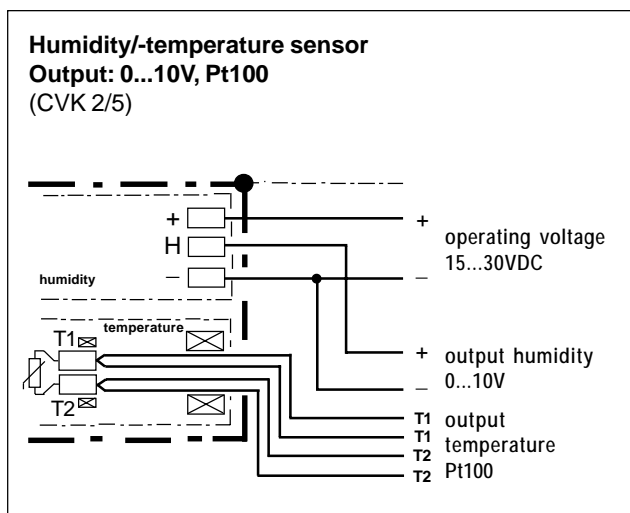 Humidity/-temperature sensor
Output: 0...10V, Pt100
(CVK 2/5)
+
H
−
humidity
+
operating voltage
15...30VDC
−
temperature
T1
T2
+
output humidity
0...10V
−
T1 output
T1
temperature
T2
T2 Pt100